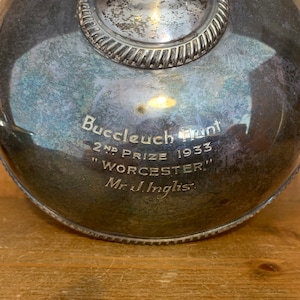 Buccleuch Hunt
2ND PRIZE 1933
"WORCESTER."
Mr. J. Inglis.